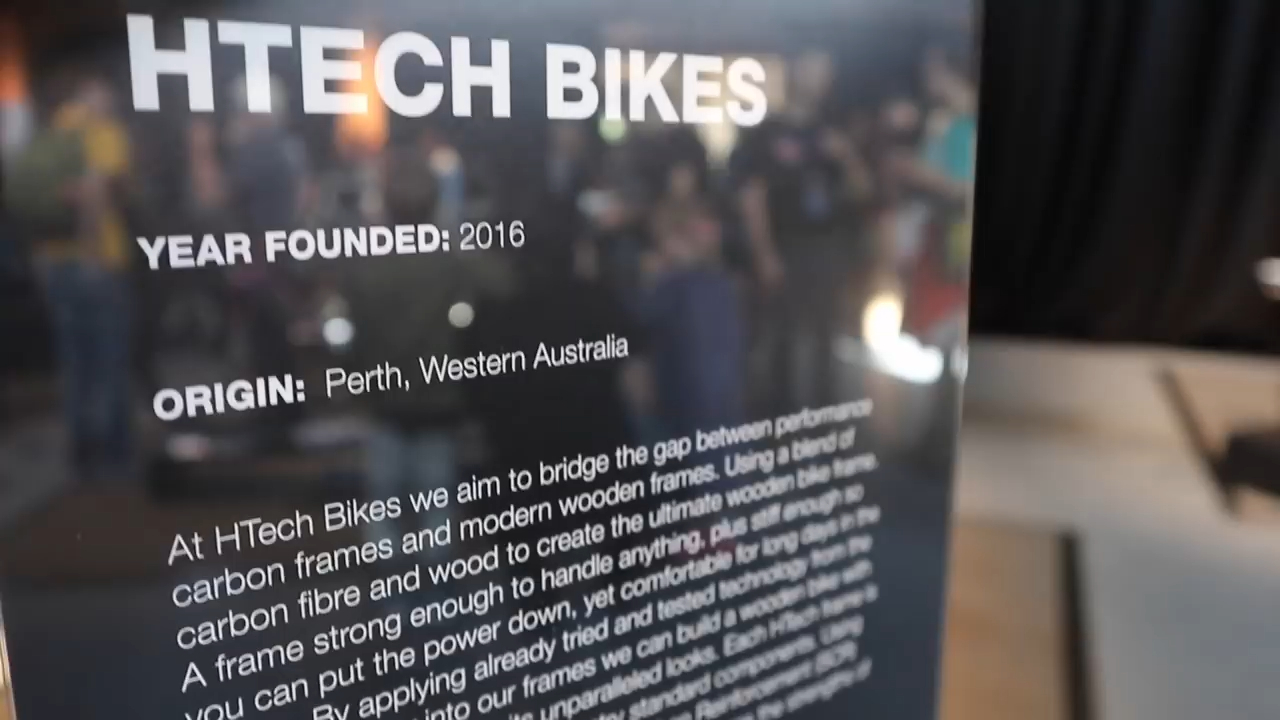 HTECH BIKES
YEAR FOUNDED: 2016
ORIGIN: Perth, Western Australia
At HTech Bikes we aim to bridge the gap between performance
carbon frames and modern wooden frames. Using a blend of
carbon fibre and wood to create the ultimate wooden bike frame.
A frame strong enough to handle anything, plus stiff enough so
you can put the power down, yet comfortable for long days in the
By applying already tried and tested technology from the
into our frames we can build a wooden bike with
unparalleled looks. Each HTech frame is
standard components. Using
Reinforcement (SCR)
the strengths of